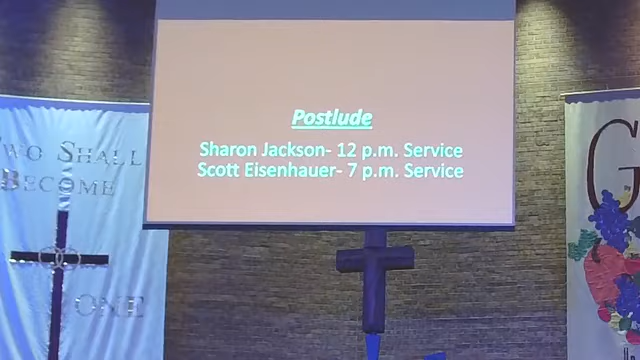 Postlude
Sharon Jackson- 12 p.m. Service
Scott Eisenhauer- 7 p.m. Service
TWO SHALL
BECOME
ONE
G